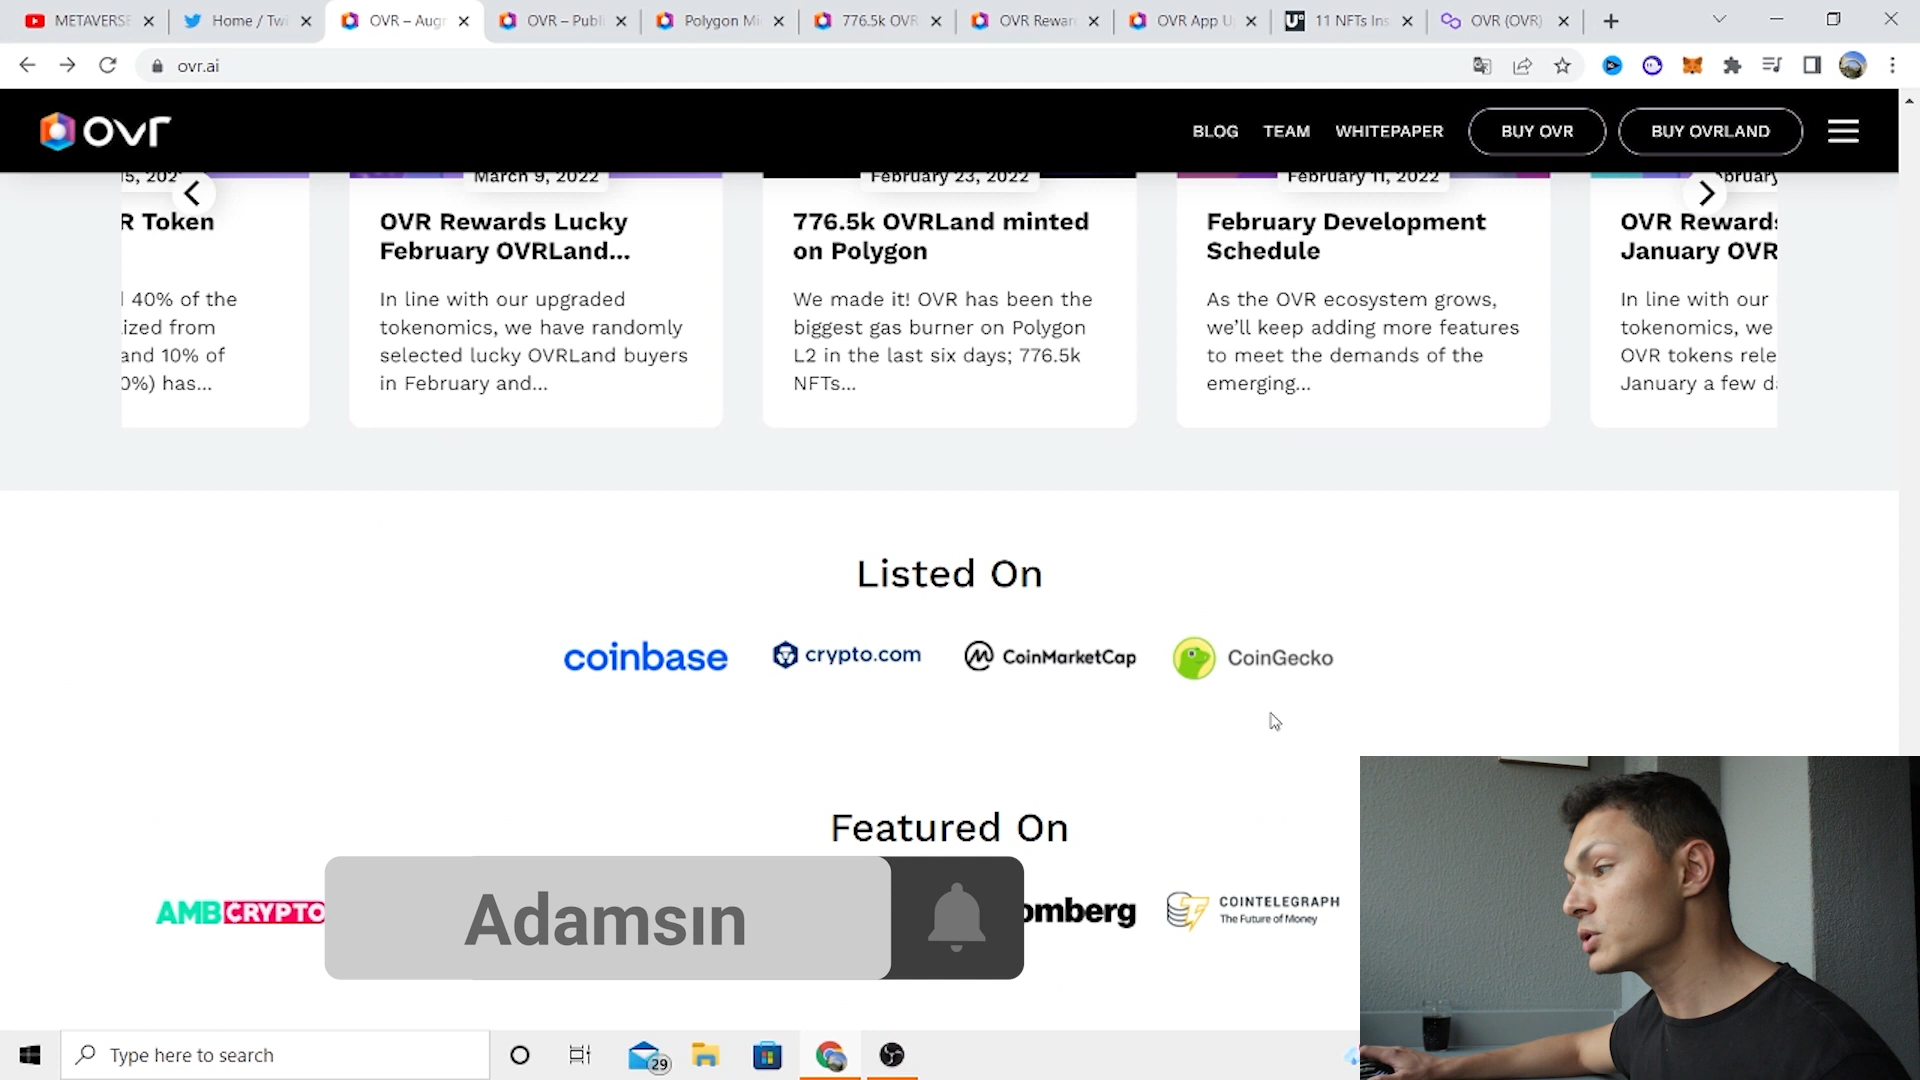 METAVERSE
Home / Twi
OVR – Aug
OVR – Publi
Polygon Mi
776.5k OVR
OVR Rewar
OVR App U
11 NFTs Ins
OVR (OVR)
ovr.ai
ovr
BLOG
TEAM
WHITEPAPER
BUY OVR
BUY OVRLAND
15, 202
March 9, 2022
February 23, 2022
February 11, 2022
bruary
R Token
OVR Rewards Lucky
February OVRLand...
776.5k OVRLand minted
on Polygon
February Development
Schedule
OVR Rewards
January OVR
40% of the
ized from
and 10% of
0%) has...
In line with our upgraded
tokenomics, we have randomly
selected lucky OVRLand buyers
in February and...
We made it! OVR has been the
biggest gas burner on Polygon
L2 in the last six days; 776.5k
NFTs...
As the OVR ecosystem grows,
we'll keep adding more features
to meet the demands of the
emerging...
In line with our
tokenomics, we
OVR tokens rele
January a few d
Listed On
coinbase
crypto.com
CoinMarketCap
CoinGecko
Featured On
AMBCRYPTO
Adamsın
omberg
COINTELEGRAPH
The Future of Money
Type here to search
29